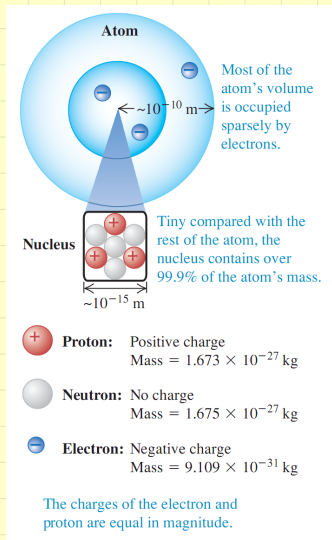 Atom
Most of the
atom's volume
~10⁻¹⁰ m
is occupied
sparsely by
electrons.
Nucleus
Tiny compared with the
rest of the atom, the
nucleus contains over
99.9% of the atom's mass.
~10⁻¹⁵ m
+ Proton: Positive charge
Mass = 1.673 × 10⁻²⁷ kg
Neutron: No charge
Mass = 1.675 × 10⁻²⁷ kg
− Electron: Negative charge
Mass = 9.109 × 10⁻³¹ kg
The charges of the electron and
proton are equal in magnitude.